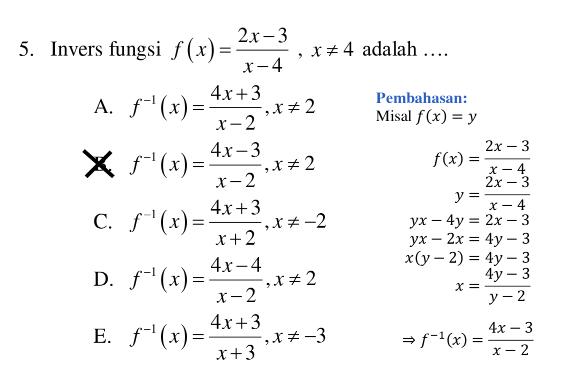 5. Invers fungsi f(x) = (2x − 3)/(x − 4) , x ≠ 4 adalah ….
A. f⁻¹(x) = (4x + 3)/(x − 2), x ≠ 2
f⁻¹(x) = (4x − 3)/(x − 2), x ≠ 2
C. f⁻¹(x) = (4x + 3)/(x + 2), x ≠ −2
D. f⁻¹(x) = (4x − 4)/(x − 2), x ≠ 2
E. f⁻¹(x) = (4x + 3)/(x + 3), x ≠ −3
Pembahasan:
Misal f(x) = y
f(x) = (2x − 3)/(x − 4)
y = (2x − 3)/(x − 4)
yx − 4y = 2x − 3
yx − 2x = 4y − 3
x(y − 2) = 4y − 3
x = (4y − 3)/(y − 2)
⇒ f⁻¹(x) = (4x − 3)/(x − 2)